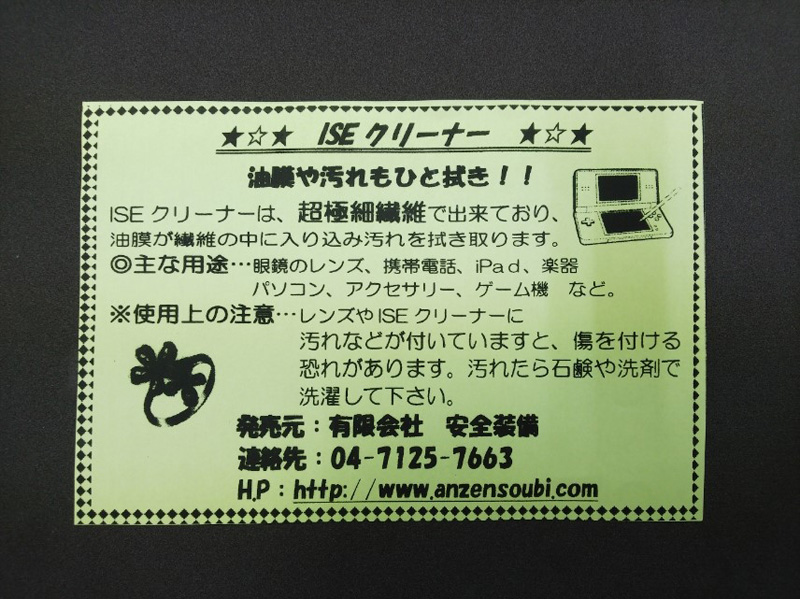 ★☆★ ISE クリーナー ★☆★
油膜や汚れもひと拭き！！
ISE クリーナーは、超極細繊維で出来ており、
油膜が繊維の中に入り込み汚れを拭き取ります。
◎主な用途…眼鏡のレンズ、携帯電話、iPad、楽器
パソコン、アクセサリー、ゲーム機 など。
※使用上の注意…レンズや ISE クリーナーに
汚れなどが付いていますと、傷を付ける
恐れがあります。汚れたら石鹸や洗剤で
洗濯して下さい。
発売元：有限会社 安全装備
連絡先：04-7125-7663
H.P：http://www.anzensoubi.com